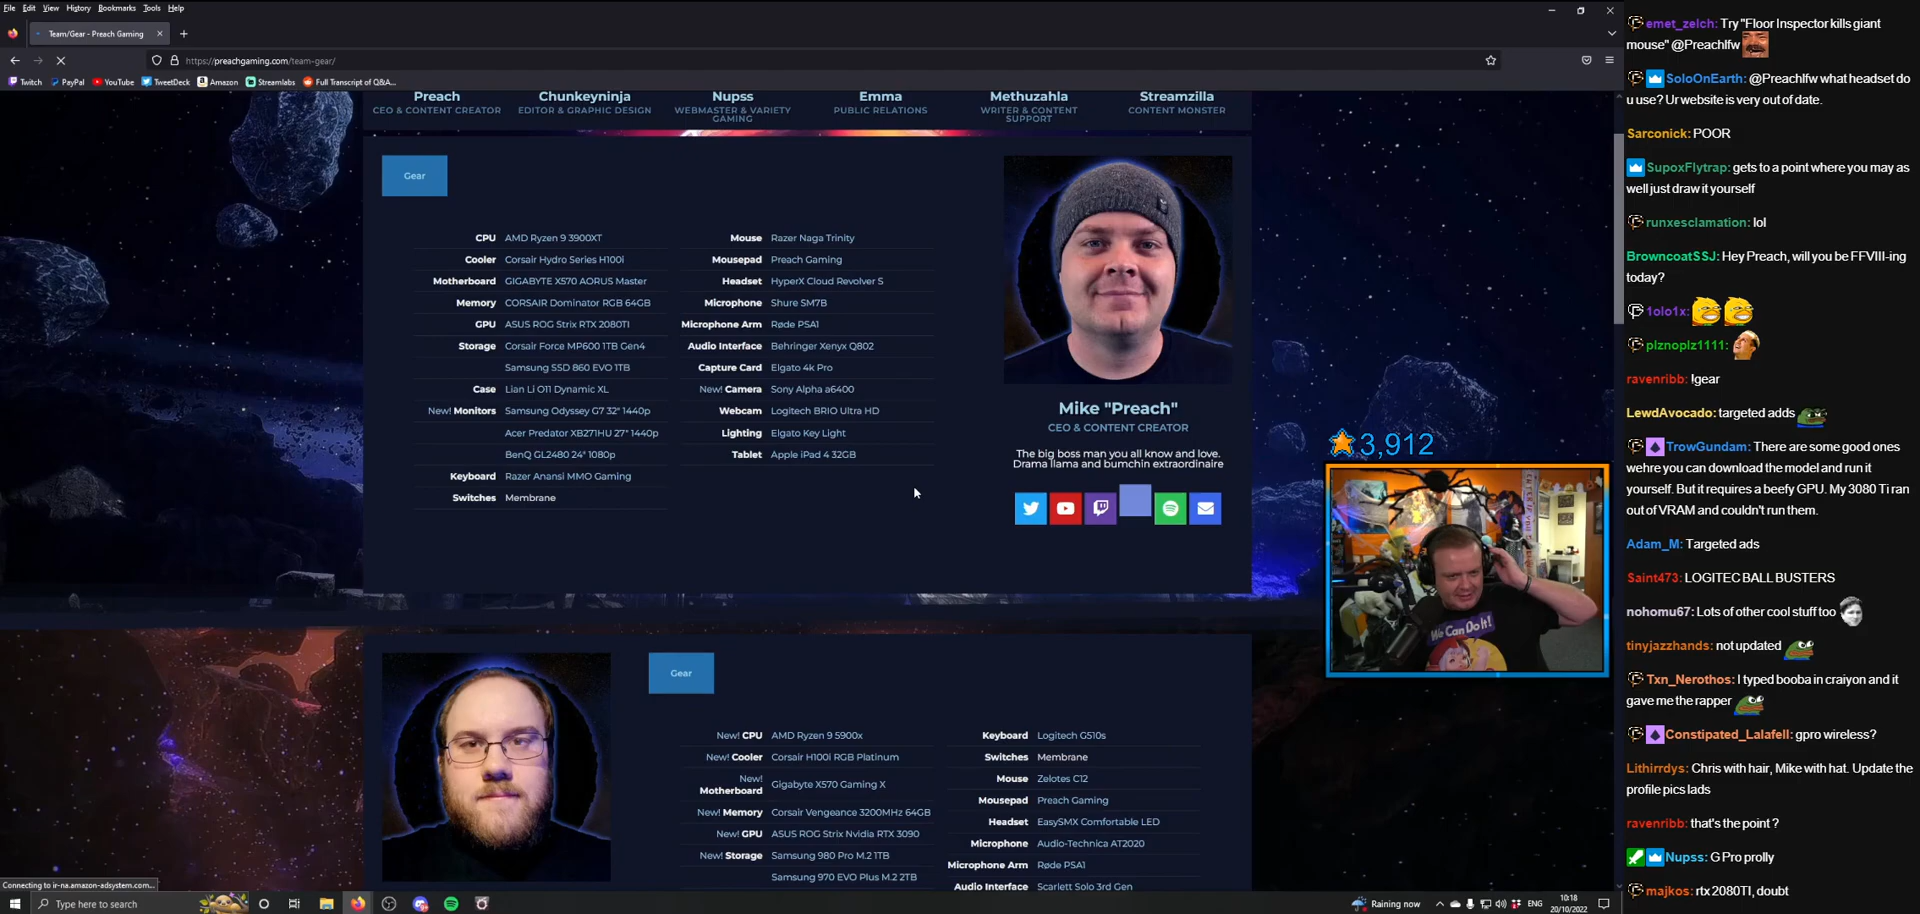 File Edit View History Bookmarks Tools Help
Team/Gear - Preach Gaming
https://preachgaming.com/team-gear/
Twitch PayPal YouTube TweetDeck Amazon Streamlabs Full Transcript of Q&A...
Preach Chunkeyninja Nupss Emma Methuzahla Streamzilla
CEO & CONTENT CREATOR EDITOR & GRAPHIC DESIGN WEBMASTER & VARIETY GAMING PUBLIC RELATIONS WRITER & CONTENT SUPPORT CONTENT MONSTER
Gear
CPU AMD Ryzen 9 3900XT
Cooler Corsair Hydro Series H100i
Motherboard GIGABYTE X570 AORUS Master
Memory CORSAIR Dominator RGB 64GB
GPU ASUS ROG Strix RTX 2080TI
Storage Corsair Force MP600 1TB Gen4
Samsung SSD 860 EVO 1TB
Case Lian Li O11 Dynamic XL
New! Monitors Samsung Odyssey G7 32" 1440p
Acer Predator XB271HU 27" 1440p
BenQ GL2480 24" 1080p
Keyboard Razer Anansi MMO Gaming
Switches Membrane
Mouse Razer Naga Trinity
Mousepad Preach Gaming
Headset HyperX Cloud Revolver S
Microphone Shure SM7B
Microphone Arm Røde PSA1
Audio Interface Behringer Xenyx Q802
Capture Card Elgato 4k Pro
New! Camera Sony Alpha a6400
Webcam Logitech BRIO Ultra HD
Lighting Elgato Key Light
Tablet Apple iPad 4 32GB
Mike "Preach"
CEO & CONTENT CREATOR
The big boss man you all know and love.
Drama llama and bumchin extraordinaire
Gear
New! CPU AMD Ryzen 9 5900x
New! Cooler Corsair H100i RGB Platinum
New!
Motherboard Gigabyte X570 Gaming X
New! Memory Corsair Vengeance 3200MHz 64GB
New! GPU ASUS ROG Strix Nvidia RTX 3090
New! Storage Samsung 980 Pro M.2 1TB
Samsung 970 EVO Plus M.2 2TB
Keyboard Logitech G510s
Switches Membrane
Mouse Zelotes C12
Mousepad Preach Gaming
Headset EasySMX Comfortable LED
Microphone Audio-Technica AT2020
Microphone Arm Røde PSA1
Audio Interface Scarlett Solo 3rd Gen
3,912
We Can Do It!
emet_zelch: Try "Floor Inspector kills giant
mouse" @Preachlfw
SoloOnEarth: @Preachlfw what headset do
u use? Ur website is very out of date.
Sarconick: POOR
SupoxFlytrap: gets to a point where you may as
well just draw it yourself
runxesclamation: lol
BrowncoatSSJ: Hey Preach, will you be FFVIII-ing
today?
1olo1x:
plznoplz1111:
ravenribb: !gear
LewdAvocado: targeted adds
TrowGundam: There are some good ones
wehre you can download the model and run it
yourself. But it requires a beefy GPU. My 3080 Ti ran
out of VRAM and couldn't run them.
Adam_M: Targeted ads
Saint473: LOGITEC BALL BUSTERS
nohomu67: Lots of other cool stuff too
tinyjazzhands: not updated
Txn_Nerothos: I typed booba in craiyon and it
gave me the rapper
Constipated_Lalafell: gpro wireless?
Lithirrdys: Chris with hair, Mike with hat. Update the
profile pics lads
ravenribb: that's the point ?
Nupss: G Pro prolly
majkos: rtx 2080TI, doubt
Connecting to ir-na.amazon-adsystem.com...
Type here to search
Raining now
ENG
10:18
20/10/2022